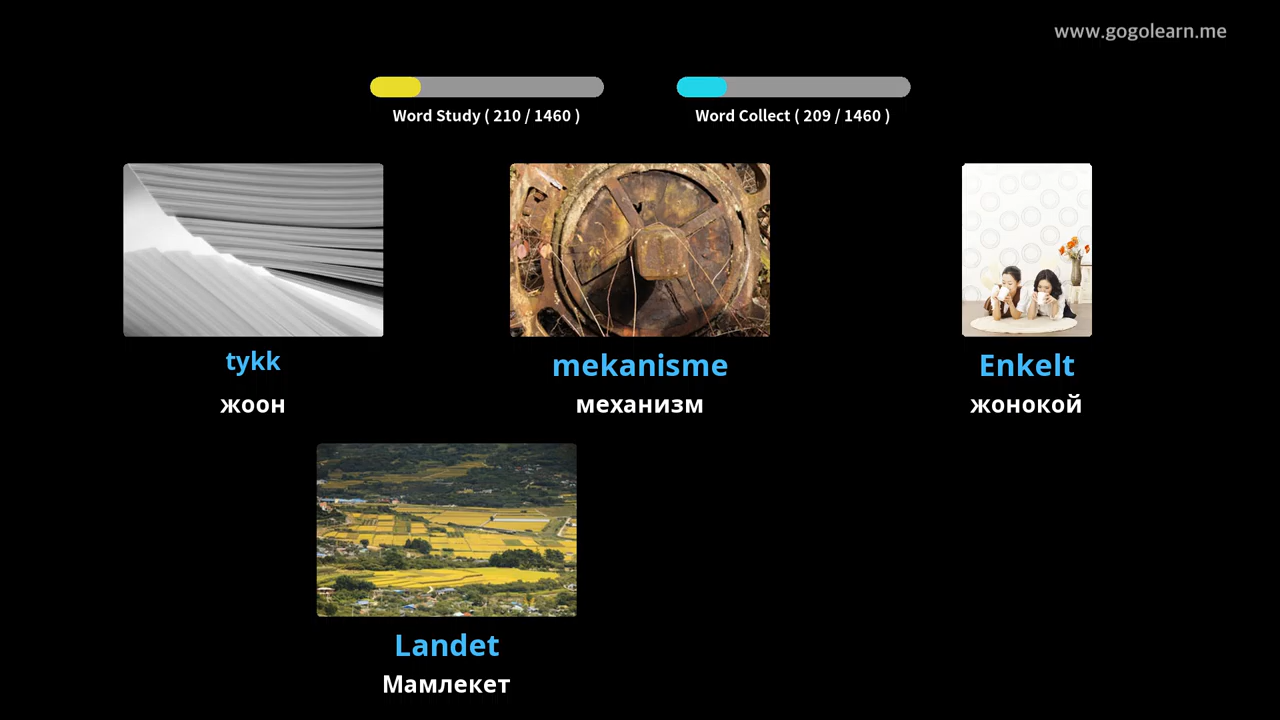 www.gogolearn.me
Word Study ( 210 / 1460 )
Word Collect ( 209 / 1460 )
tykk
mekanisme
Enkelt
жоон
механизм
жонокой
Landet
Мамлекет